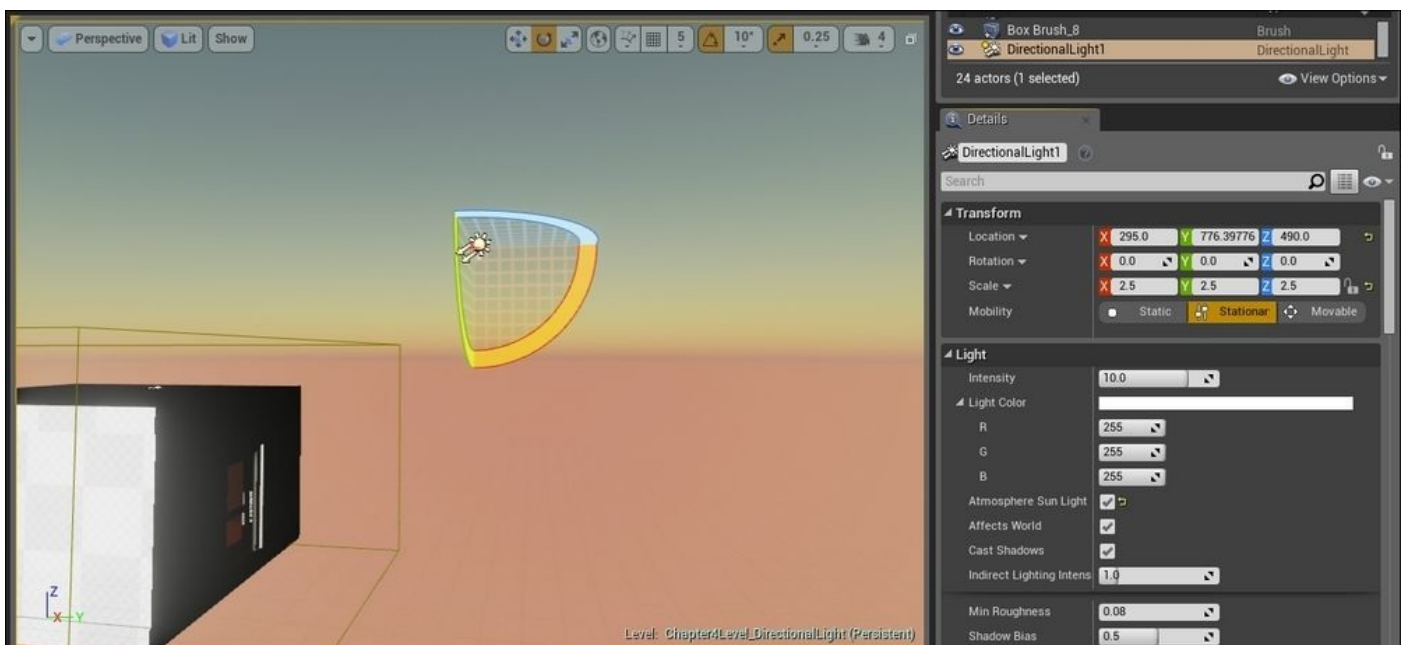 Perspective Lit Show 5 10° 0.25 4
Box Brush_8 Brush
DirectionalLight1 DirectionalLight
24 actors (1 selected) View Options
Details
DirectionalLight1
Search
Transform
Location X 295.0 Y 776.39776 Z 490.0
Rotation X 0.0 Y 0.0 Z 0.0
Scale X 2.5 Y 2.5 Z 2.5
Mobility Static Stationar Movable
Light
Intensity 10.0
Light Color
R 255
G 255
B 255
Atmosphere Sun Light
Affects World
Cast Shadows
Indirect Lighting Intens 1.0
Min Roughness 0.08
Shadow Bias 0.5
Z
X Y
Level: Chapter4Level_DirectionalLight (Persistent)